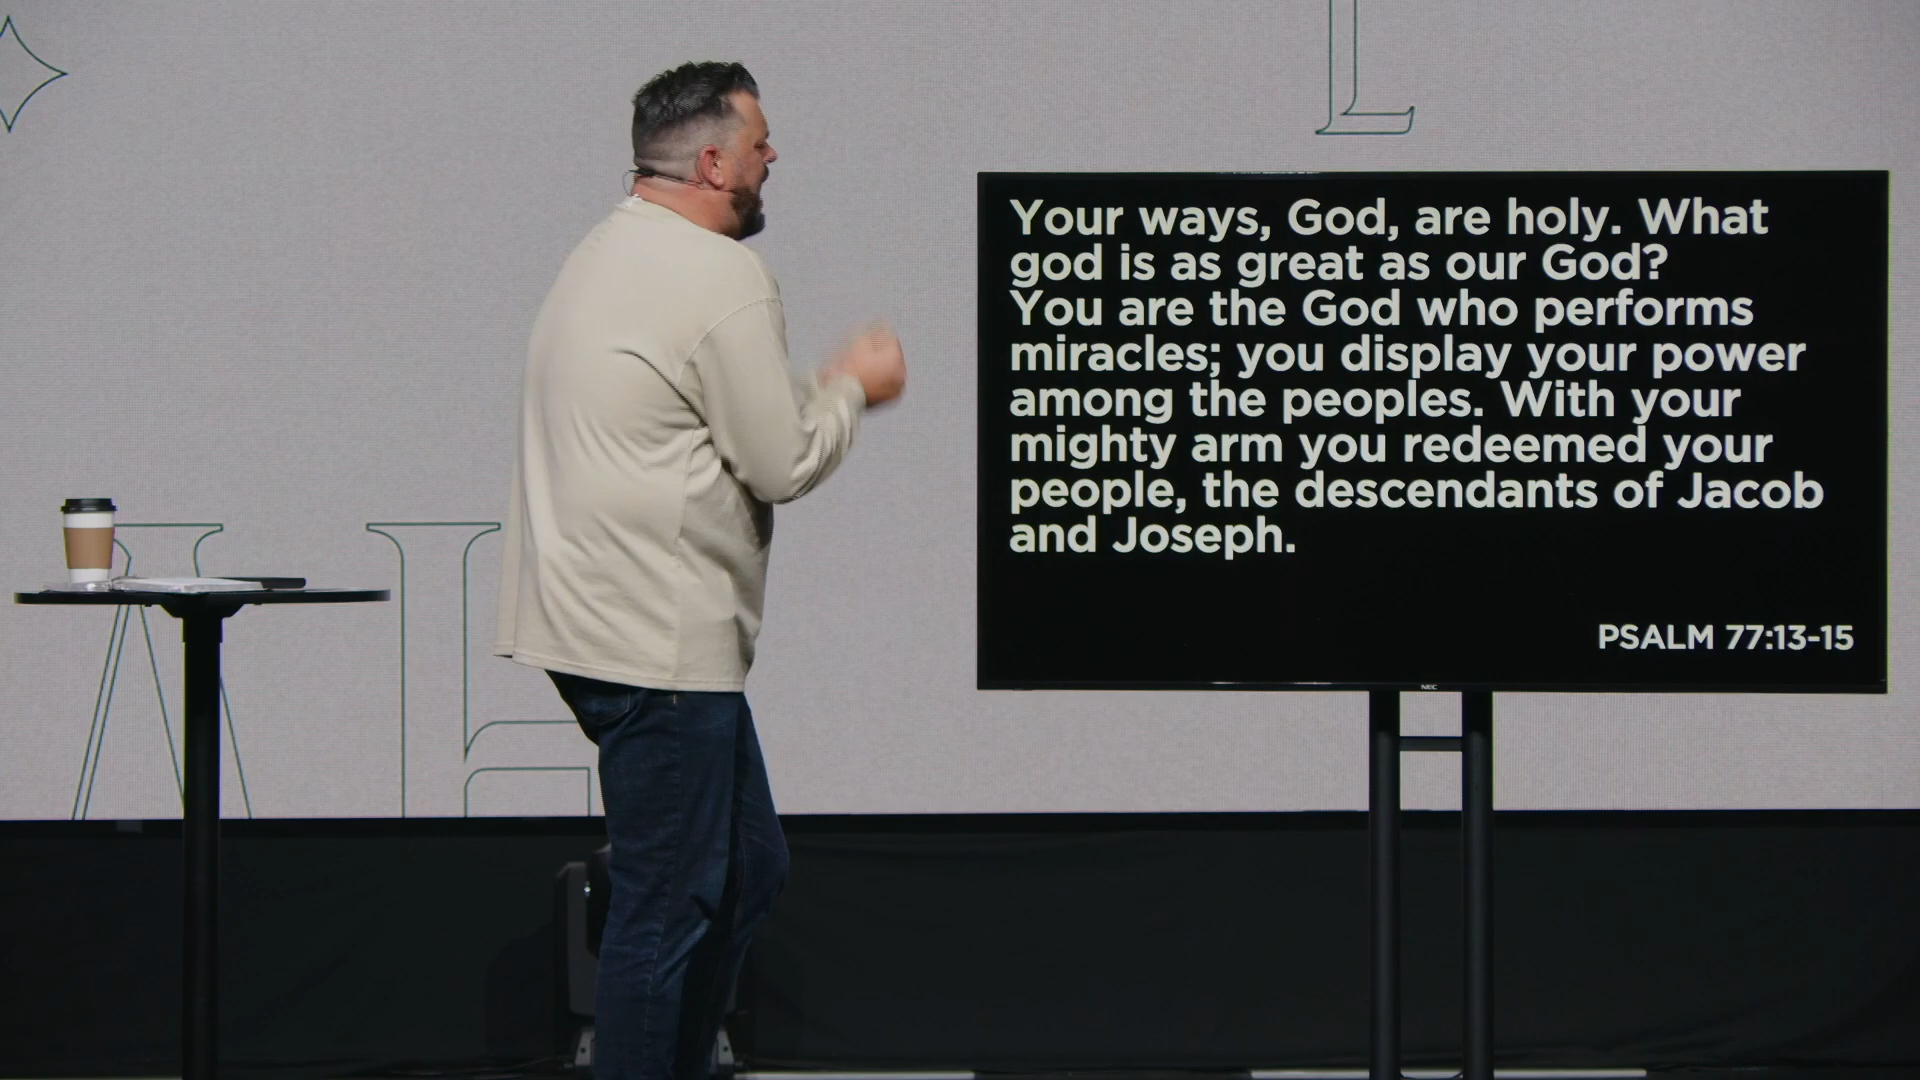 Your ways, God, are holy. What
god is as great as our God?
You are the God who performs
miracles; you display your power
among the peoples. With your
mighty arm you redeemed your
people, the descendants of Jacob
and Joseph.
PSALM 77:13-15
NEC